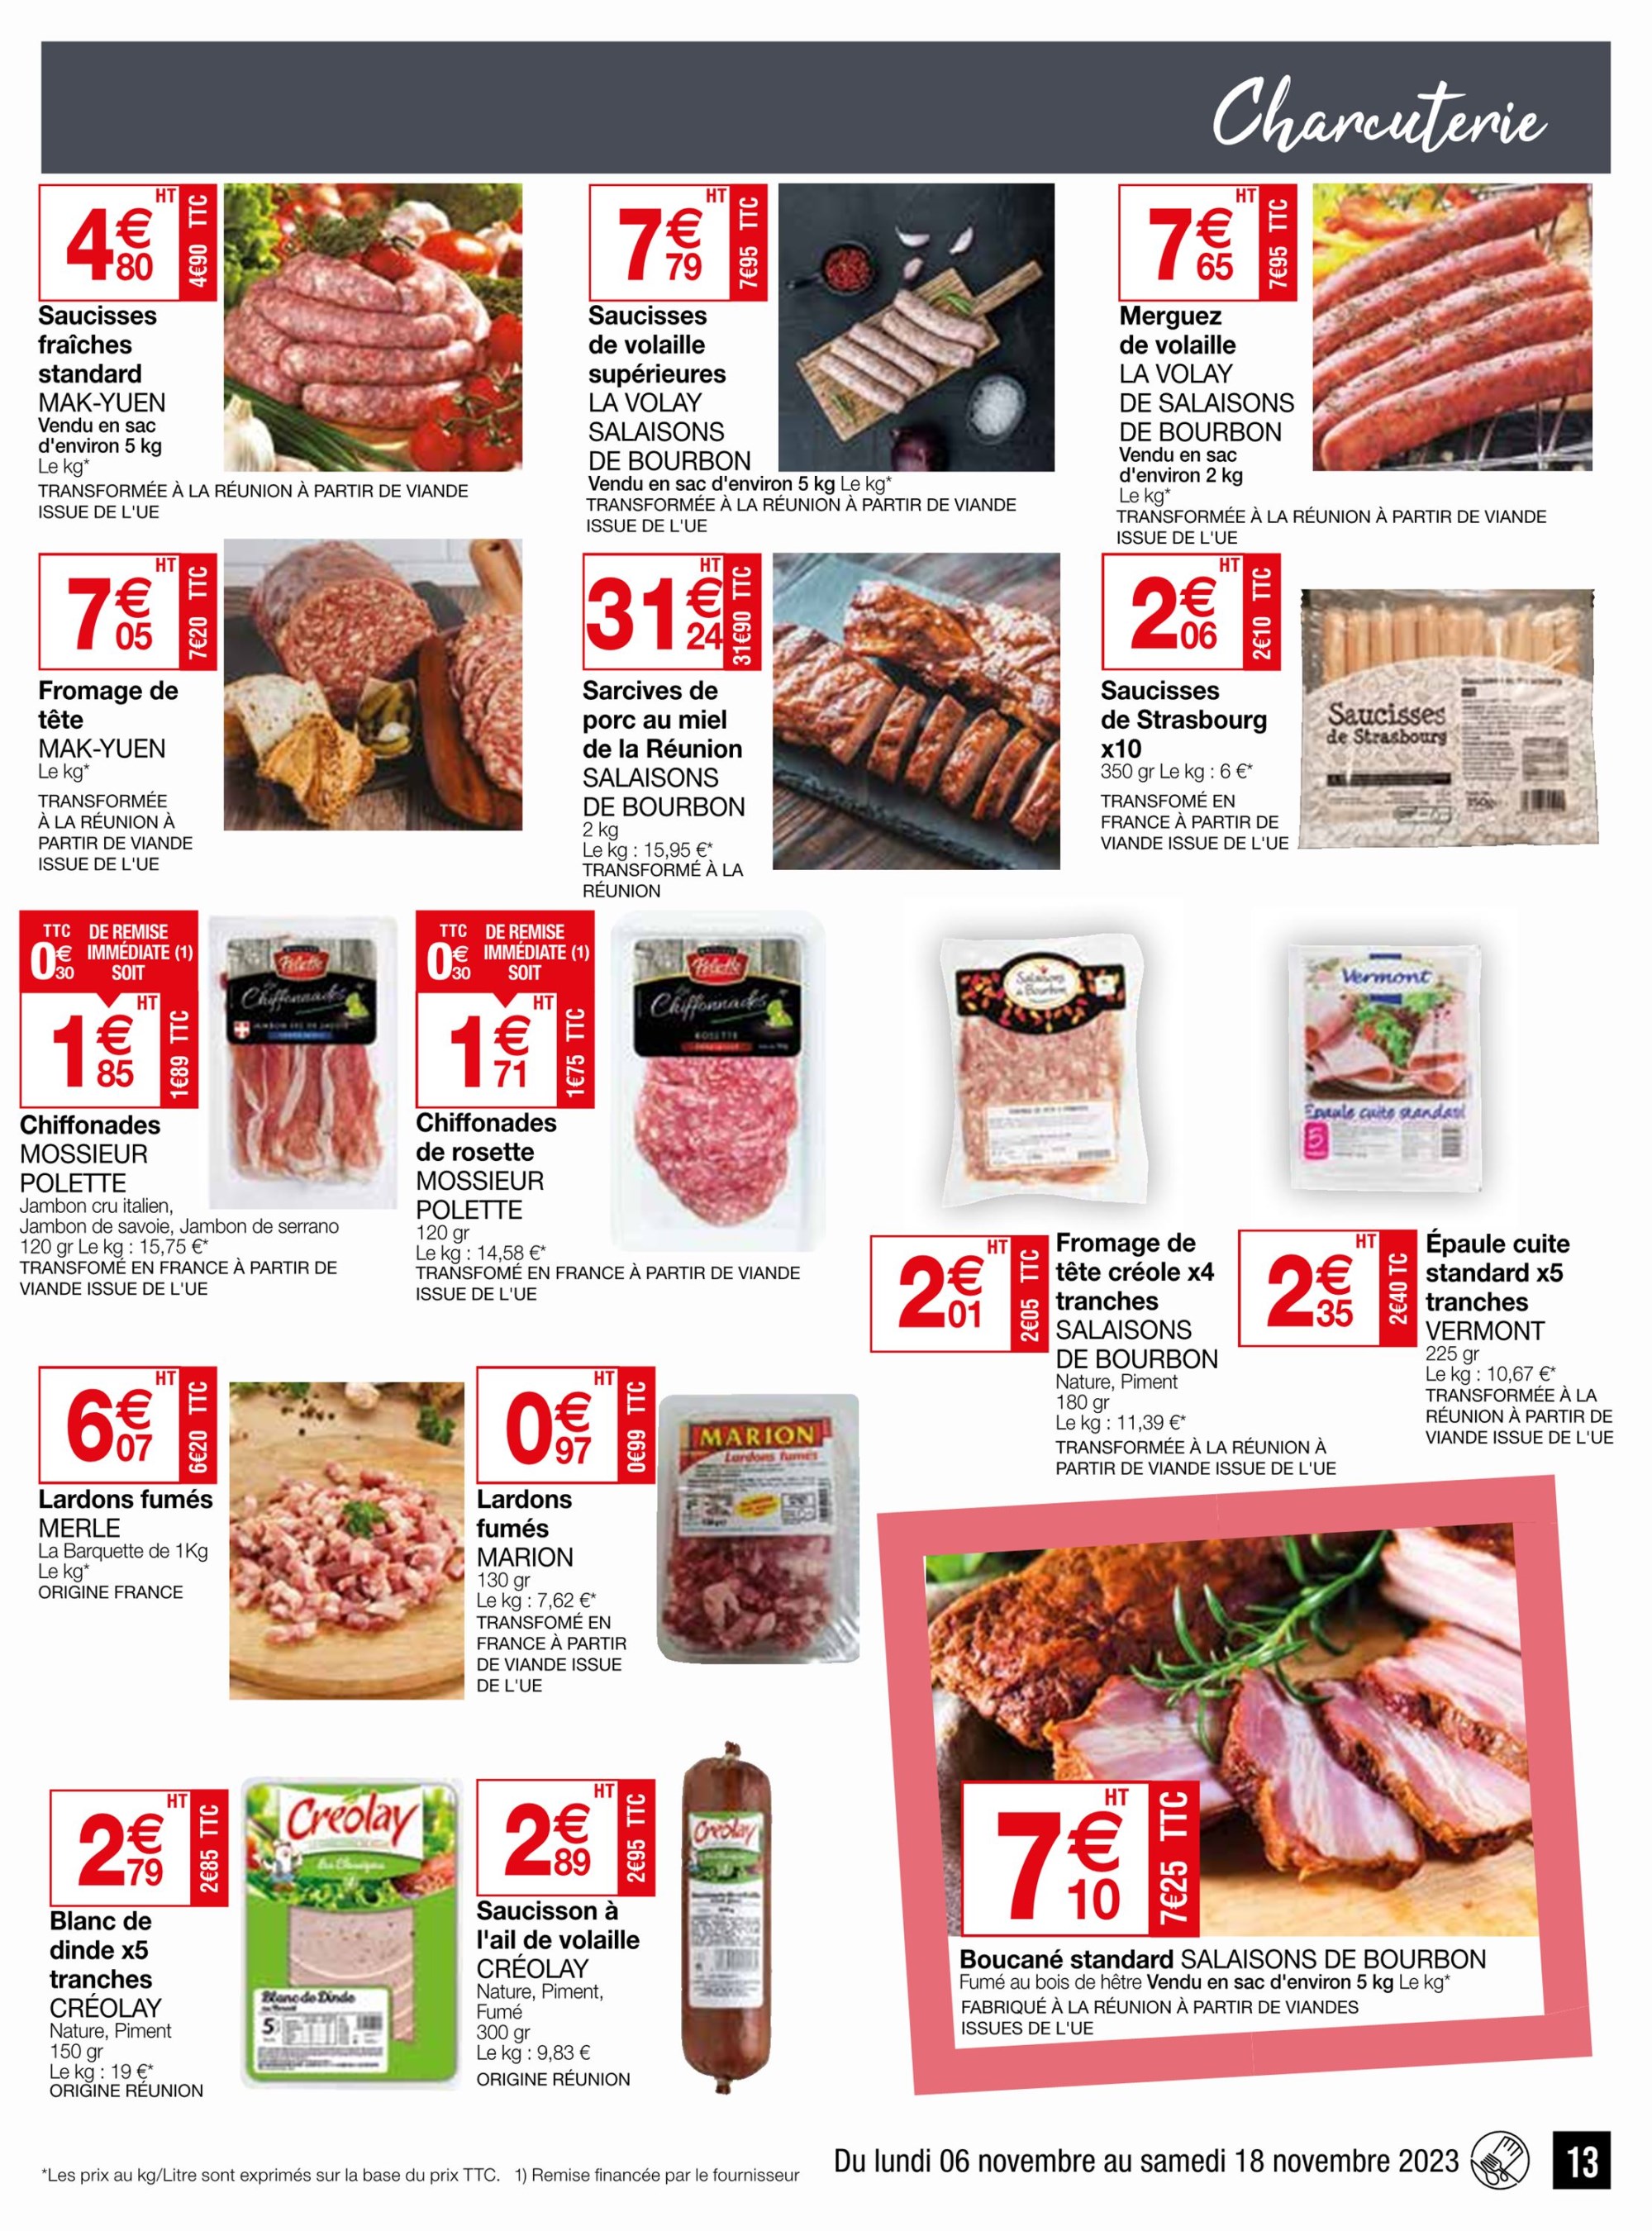 Charcuterie
4€80 HT
4€90 TTC
Saucisses
fraîches
standard
MAK-YUEN
Vendu en sac
d'environ 5 kg
Le kg*
TRANSFORMÉE À LA RÉUNION À PARTIR DE VIANDE
ISSUE DE L'UE
7€79 HT
7€95 TTC
Saucisses
de volaille
supérieures
LA VOLAY
SALAISONS
DE BOURBON
Vendu en sac d'environ 5 kg Le kg*
TRANSFORMÉE À LA RÉUNION À PARTIR DE VIANDE
ISSUE DE L'UE
7€65 HT
7€95 TTC
Merguez
de volaille
LA VOLAY
DE SALAISONS
DE BOURBON
Vendu en sac
d'environ 2 kg
Le kg*
TRANSFORMÉE À LA RÉUNION À PARTIR DE VIANDE
ISSUE DE L'UE
7€05 HT
7€20 TTC
Fromage de
tête
MAK-YUEN
Le kg*
TRANSFORMÉE
À LA RÉUNION À
PARTIR DE VIANDE
ISSUE DE L'UE
31€24 HT
31€90 TTC
Sarcives de
porc au miel
de la Réunion
SALAISONS
DE BOURBON
2 kg
Le kg : 15,95 €*
TRANSFORMÉ À LA
RÉUNION
2€06 HT
2€10 TTC
Saucisses
de Strasbourg
x10
350 gr Le kg : 6 €*
TRANSFOMÉ EN
FRANCE À PARTIR DE
VIANDE ISSUE DE L'UE
Saucisses
de Strasbourg
350g
TTC DE REMISE
0€30 IMMÉDIATE (1)
SOIT
1€85 HT
1€89 TTC
Chiffonades
MOSSIEUR
POLETTE
Jambon cru italien,
Jambon de savoie, Jambon de serrano
120 gr Le kg : 15,75 €*
TRANSFOMÉ EN FRANCE À PARTIR DE
VIANDE ISSUE DE L'UE
Polette
Chiffonnades
TTC DE REMISE
0€30 IMMÉDIATE (1)
SOIT
1€71 HT
1€75 TTC
Chiffonades
de rosette
MOSSIEUR
POLETTE
120 gr
Le kg : 14,58 €*
TRANSFOMÉ EN FRANCE À PARTIR DE VIANDE
ISSUE DE L'UE
Polette
Chiffonnades
ROSETTE
Salaisons
de Bourbon
2€01 HT
2€05 TTC
Fromage de
tête créole x4
tranches
SALAISONS
DE BOURBON
Nature, Piment
180 gr
Le kg : 11,39 €*
TRANSFORMÉE À LA RÉUNION À
PARTIR DE VIANDE ISSUE DE L'UE
Vermont
Épaule cuite standard
5
2€35 HT
2€40 TC
Épaule cuite
standard x5
tranches
VERMONT
225 gr
Le kg : 10,67 €*
TRANSFORMÉE À LA
RÉUNION À PARTIR DE
VIANDE ISSUE DE L'UE
6€07 HT
6€20 TTC
Lardons fumés
MERLE
La Barquette de 1Kg
Le kg*
ORIGINE FRANCE
0€97 HT
0€99 TTC
Lardons
fumés
MARION
130 gr
Le kg : 7,62 €*
TRANSFOMÉ EN
FRANCE À PARTIR
DE VIANDE ISSUE
DE L'UE
MARION
Lardons fumés
2€79 HT
2€85 TTC
Blanc de
dinde x5
tranches
CRÉOLAY
Nature, Piment
150 gr
Le kg : 19 €*
ORIGINE RÉUNION
Créolay
Les Classiques
Blanc de Dinde
5
2€89 HT
2€95 TTC
Saucisson à
l'ail de volaille
CRÉOLAY
Nature, Piment,
Fumé
300 gr
Le kg : 9,83 €
ORIGINE RÉUNION
Créolay
7€10 HT
7€25 TTC
Boucané standard SALAISONS DE BOURBON
Fumé au bois de hêtre Vendu en sac d'environ 5 kg Le kg*
FABRIQUÉ À LA RÉUNION À PARTIR DE VIANDES
ISSUES DE L'UE
*Les prix au kg/Litre sont exprimés sur la base du prix TTC. 1) Remise financée par le fournisseur
Du lundi 06 novembre au samedi 18 novembre 2023
13